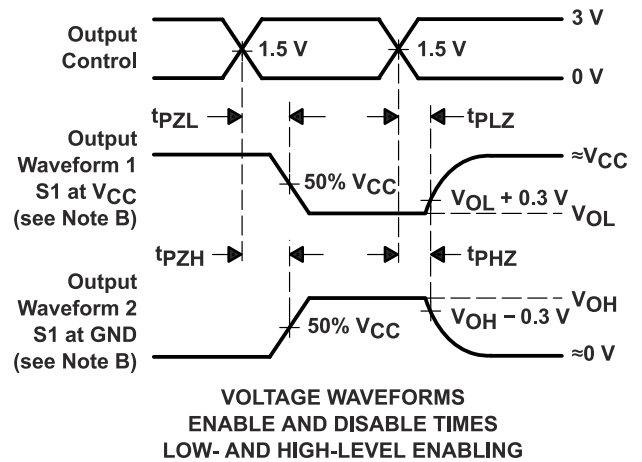 Output
Control
1.5 V
1.5 V
3 V
0 V
tPZL
tPLZ
Output
Waveform 1
S1 at VCC
(see Note B)
50% VCC
≈VCC
VOL + 0.3 V
VOL
tPZH
tPHZ
Output
Waveform 2
S1 at GND
(see Note B)
50% VCC
VOH
VOH − 0.3 V
≈0 V
VOLTAGE WAVEFORMS
ENABLE AND DISABLE TIMES
LOW- AND HIGH-LEVEL ENABLING